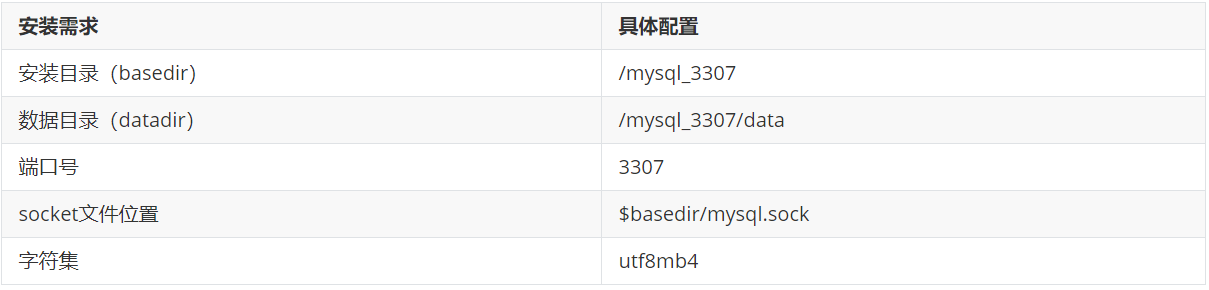 安装需求 具体配置
安装目录（basedir） /mysql_3307
数据目录（datadir） /mysql_3307/data
端口号 3307
socket文件位置 $basedir/mysql.sock
字符集 utf8mb4